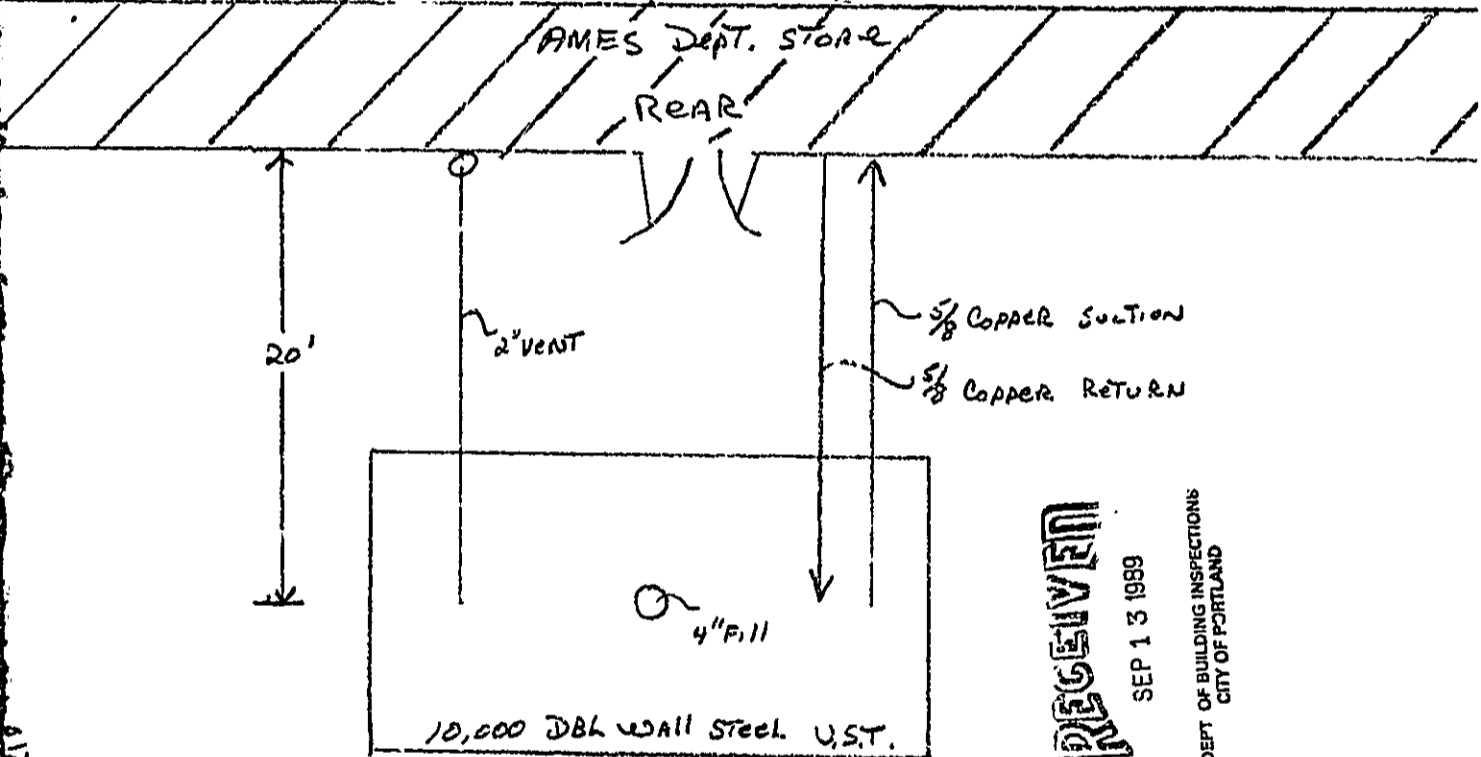 AMES DepT. STORe
ReAR
20'
2" VeNT
5/8 COPPER SUCTION
5/8 COPPER ReTURN
4" Fill
10,000 DBL WAll STeeL U.S.T.
RECEIVED
SEP 13 1989
DEPT OF BUILDING INSPECTIONS
CITY OF PORTLAND